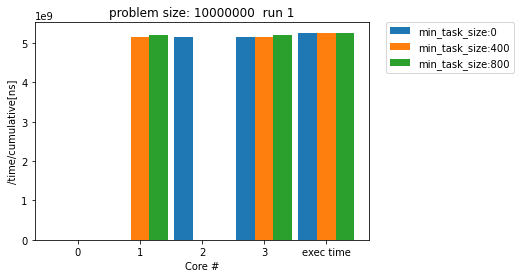 problem size: 10000000 run 1
1e9
5
4
3
2
1
0
/time/cumulative[ns]
0 1 2 3 exec time
Core #
min_task_size:0
min_task_size:400
min_task_size:800